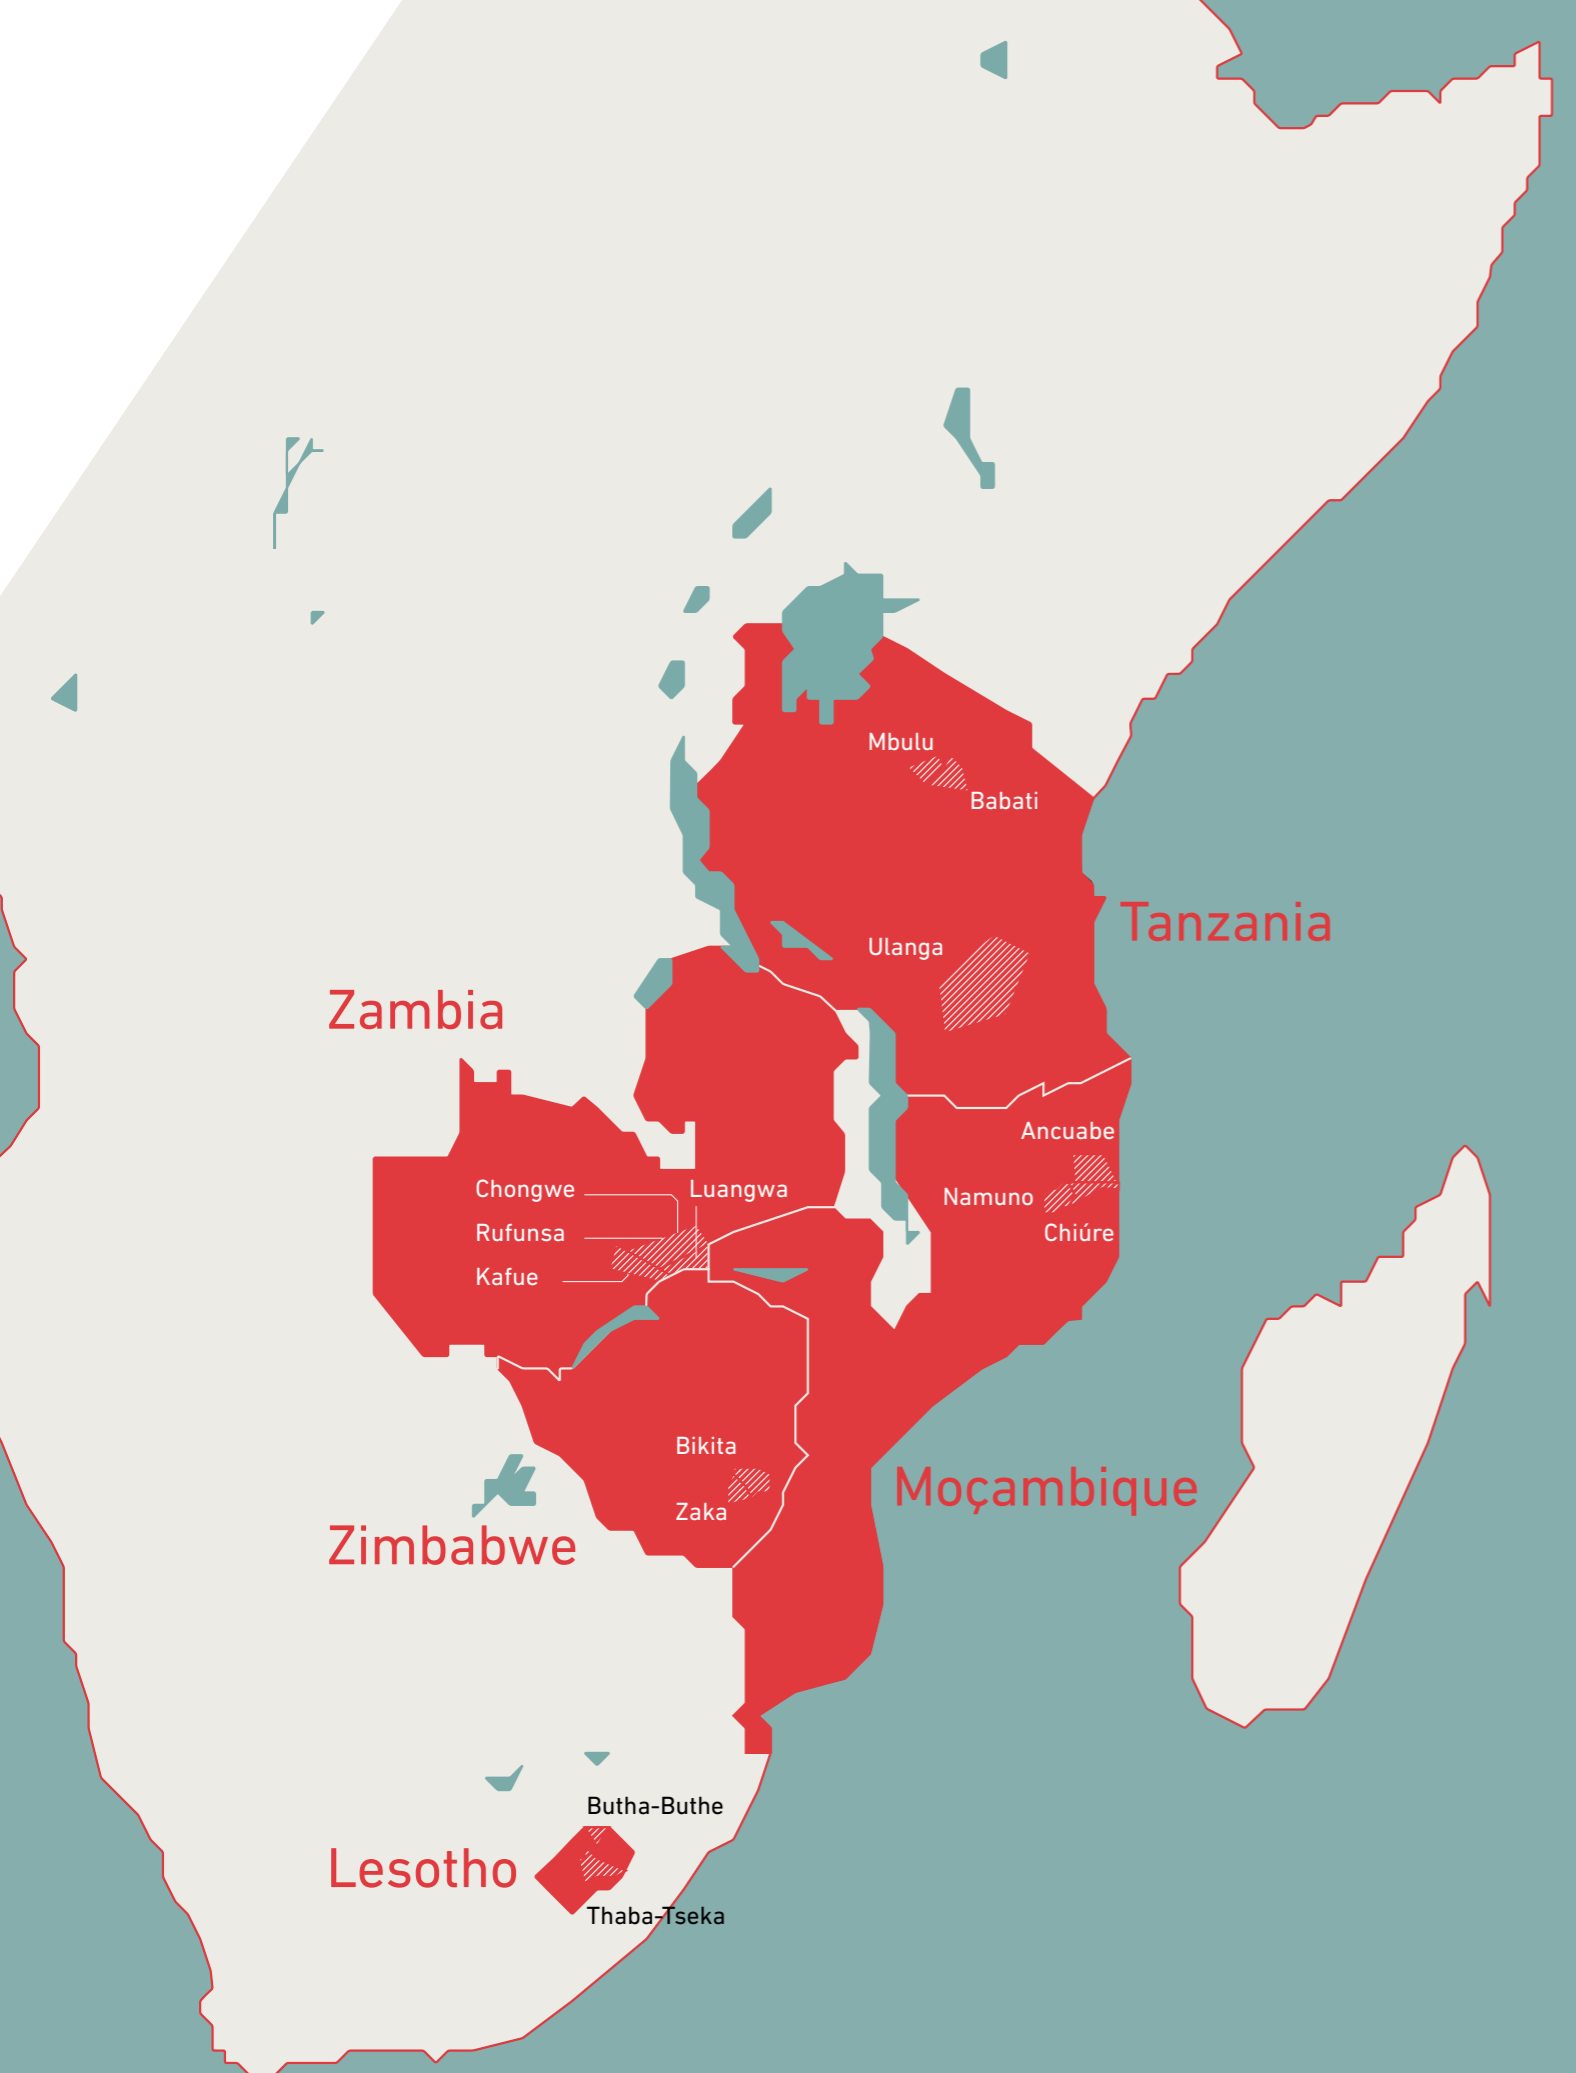 Mbulu
Babati
Tanzania
Ulanga
Zambia
Ancuabe
Chongwe
Luangwa
Namuno
Rufunsa
Chiúre
Kafue
Bikita
Moçambique
Zaka
Zimbabwe
Butha-Buthe
Lesotho
Thaba-Tseka